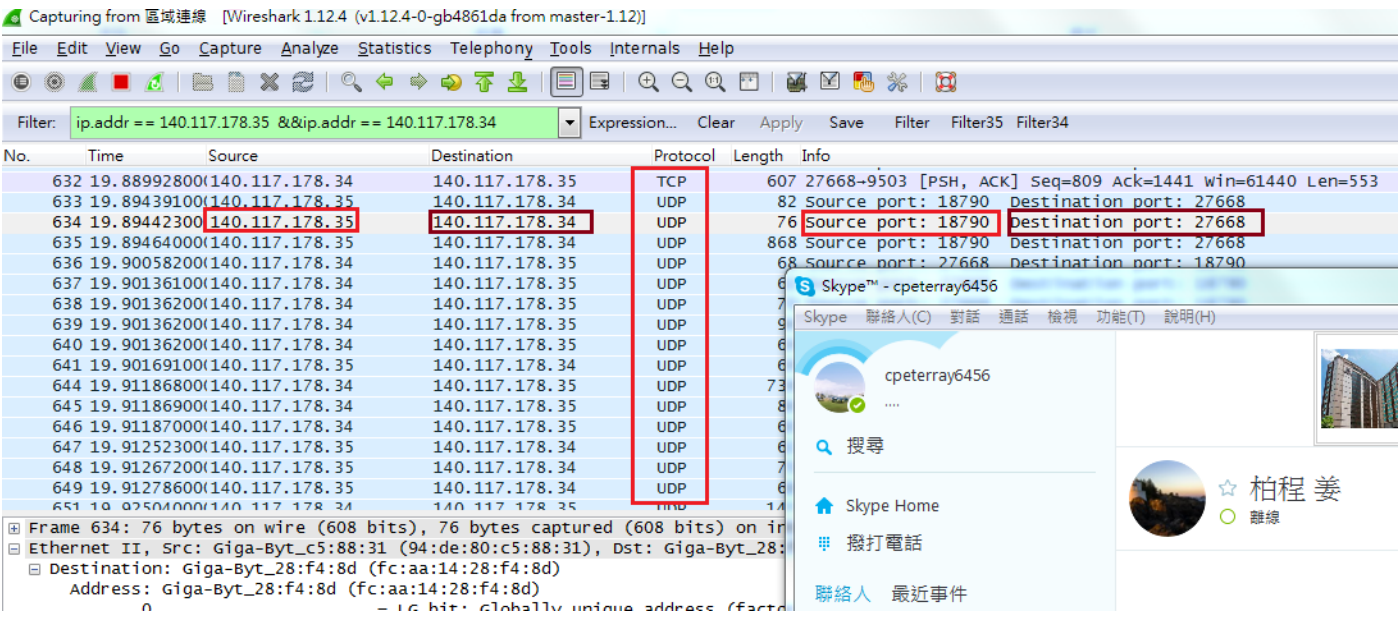 Capturing from 區域連線 [Wireshark 1.12.4 (v1.12.4-0-gb4861da from master-1.12)]
File Edit View Go Capture Analyze Statistics Telephony Tools Internals Help
Filter: ip.addr == 140.117.178.35 &&ip.addr == 140.117.178.34 Expression... Clear Apply Save Filter Filter35 Filter34
No. Time Source Destination Protocol Length Info
632 19.88992800( 140.117.178.34 140.117.178.35 TCP 607 27668→9503 [PSH, ACK] Seq=809 Ack=1441 Win=61440 Len=553
633 19.89439100( 140.117.178.35 140.117.178.34 UDP 82 Source port: 18790 Destination port: 27668
634 19.89442300( 140.117.178.35 140.117.178.34 UDP 76 Source port: 18790 Destination port: 27668
635 19.89464000( 140.117.178.35 140.117.178.34 UDP 868 Source port: 18790 Destination port: 27668
636 19.90058200( 140.117.178.34 140.117.178.35 UDP 68 Source port: 27668 Destination port: 18790
637 19.90136100( 140.117.178.34 140.117.178.35 UDP
638 19.90136200( 140.117.178.34 140.117.178.35 UDP
639 19.90136200( 140.117.178.34 140.117.178.35 UDP
640 19.90136200( 140.117.178.34 140.117.178.35 UDP
641 19.90169100( 140.117.178.35 140.117.178.34 UDP
644 19.91186800( 140.117.178.34 140.117.178.35 UDP
645 19.91186900( 140.117.178.34 140.117.178.35 UDP
646 19.91187000( 140.117.178.34 140.117.178.35 UDP
647 19.91252300( 140.117.178.35 140.117.178.34 UDP
648 19.91267200( 140.117.178.35 140.117.178.34 UDP
649 19.91278600( 140.117.178.35 140.117.178.34 UDP
651 19.92504000( 140.117.178.34 140.117.178.35 UDP
Frame 634: 76 bytes on wire (608 bits), 76 bytes captured (608 bits) on
Ethernet II, Src: Giga-Byt_c5:88:31 (94:de:80:c5:88:31), Dst: Giga-Byt_28:
Destination: Giga-Byt_28:f4:8d (fc:aa:14:28:f4:8d)
Address: Giga-Byt_28:f4:8d (fc:aa:14:28:f4:8d)
= LG bit: Globally unique address
Skype™ - cpeterray6456
Skype 聯絡人(C) 對話 通話 檢視 功能(T) 說明(H)
cpeterray6456
....
搜尋
Skype Home
撥打電話
聯絡人 最近事件
柏程 姜
離線